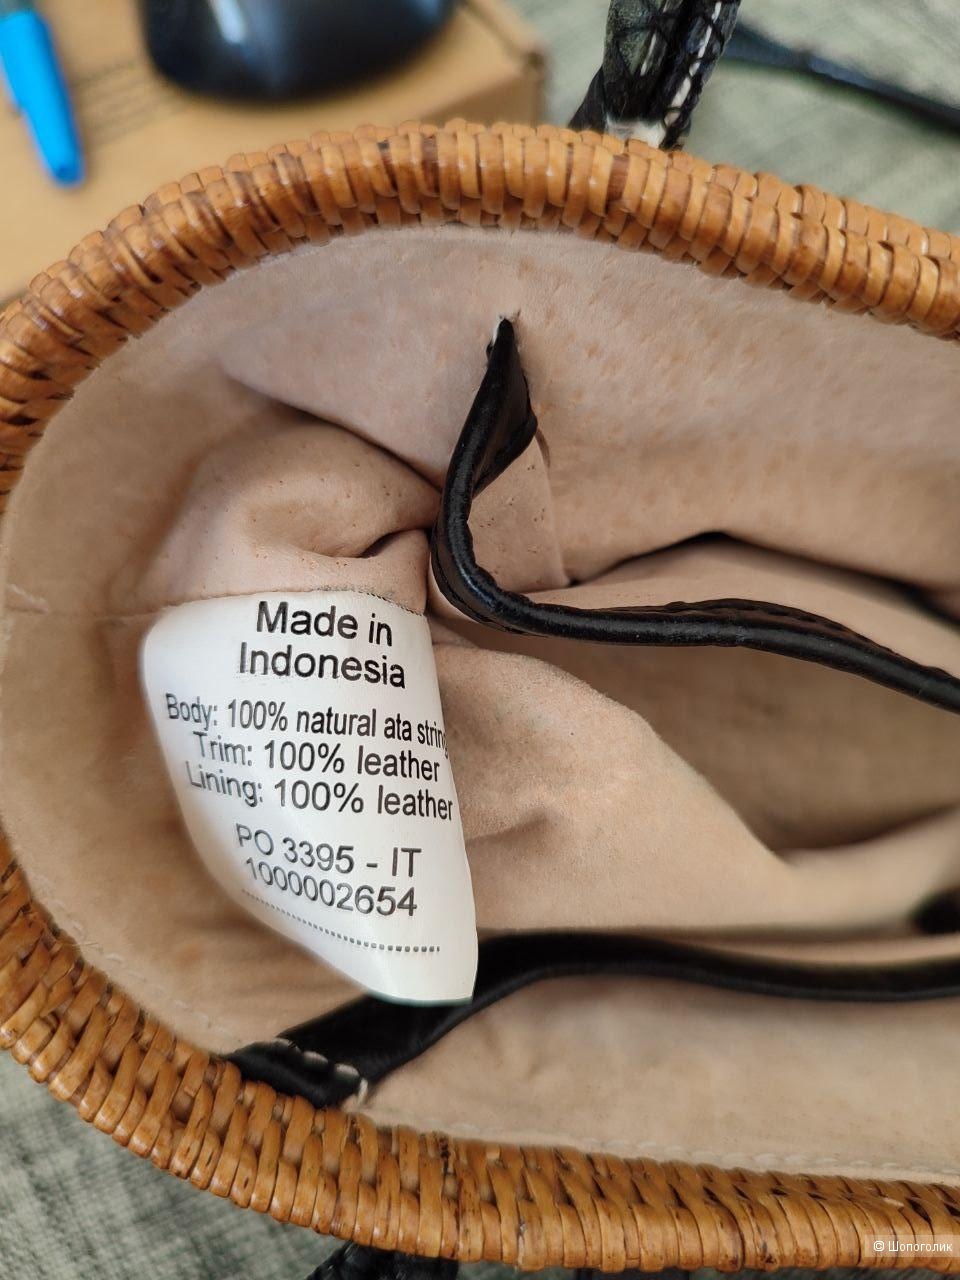 Made in
Indonesia
Body: 100% natural ata string
Trim: 100% leather
Lining: 100% leather
PO 3395 - IT
1000002654
© Шопоголик